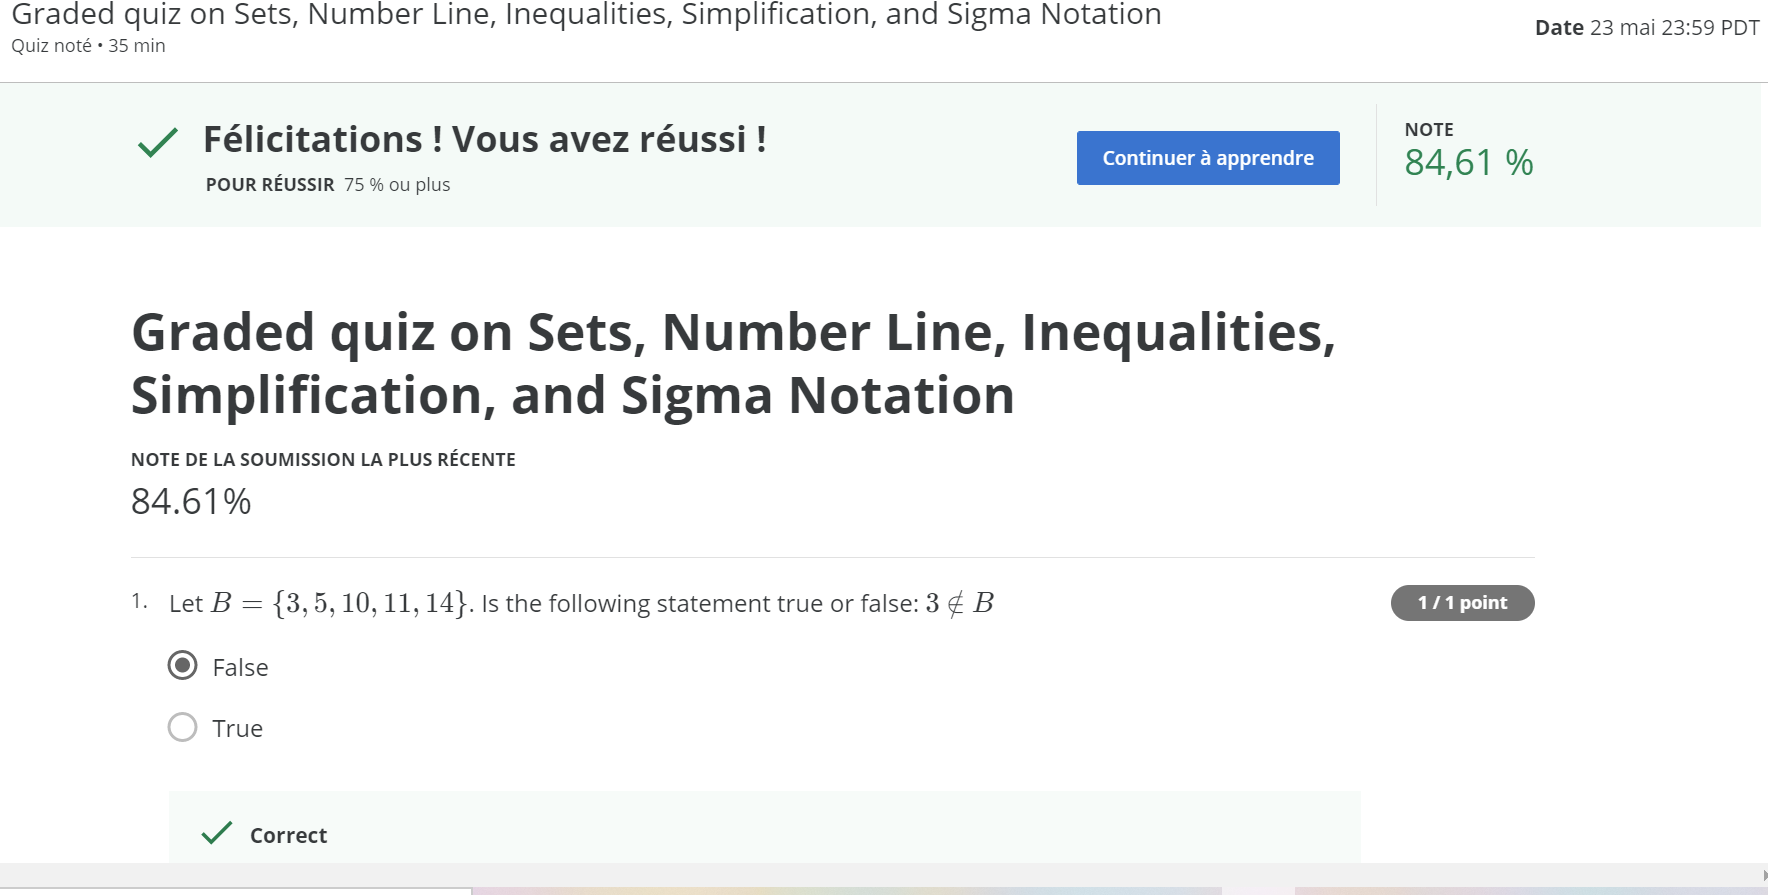 Graded quiz on Sets, Number Line, Inequalities, Simplification, and Sigma Notation
Quiz noté • 35 min
Date 23 mai 23:59 PDT
Félicitations ! Vous avez réussi !
POUR RÉUSSIR 75 % ou plus
Continuer à apprendre
NOTE
84,61 %
Graded quiz on Sets, Number Line, Inequalities,
Simplification, and Sigma Notation
NOTE DE LA SOUMISSION LA PLUS RÉCENTE
84.61%
1. Let B = {3, 5, 10, 11, 14}. Is the following statement true or false: 3 ∉ B
1 / 1 point
False
True
Correct